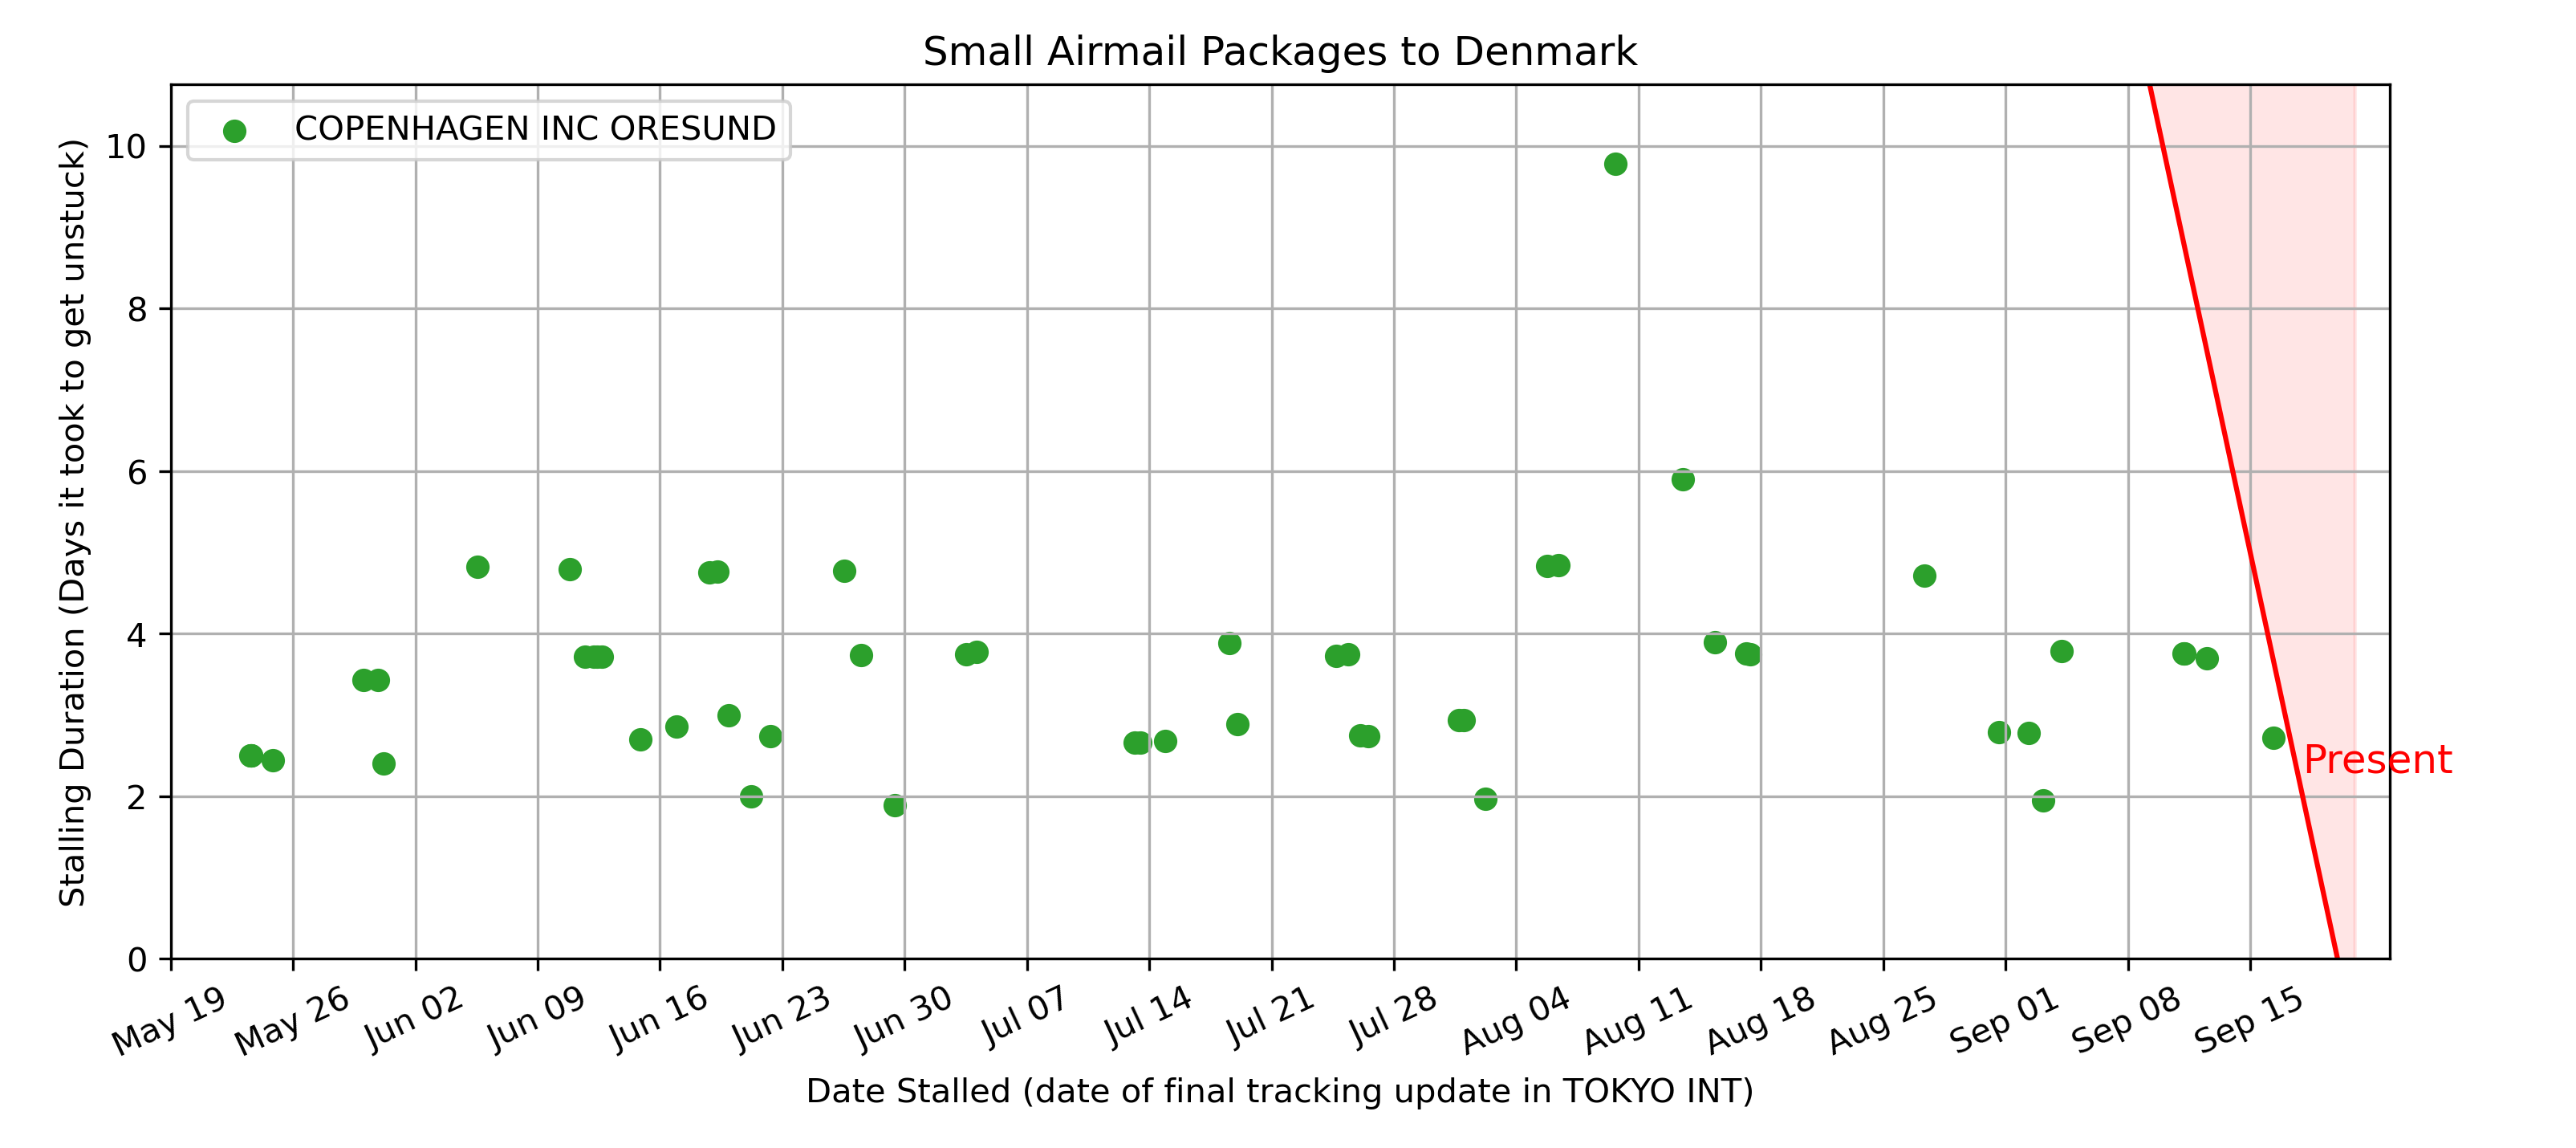 Small Airmail Packages to Denmark
COPENHAGEN INC ORESUND
Stalling Duration (Days it took to get unstuck)
10
8
6
4
2
0
Present
May 19
May 26
Jun 02
Jun 09
Jun 16
Jun 23
Jun 30
Jul 07
Jul 14
Jul 21
Jul 28
Aug 04
Aug 11
Aug 18
Aug 25
Sep 01
Sep 08
Sep 15
Date Stalled (date of final tracking update in TOKYO INT)